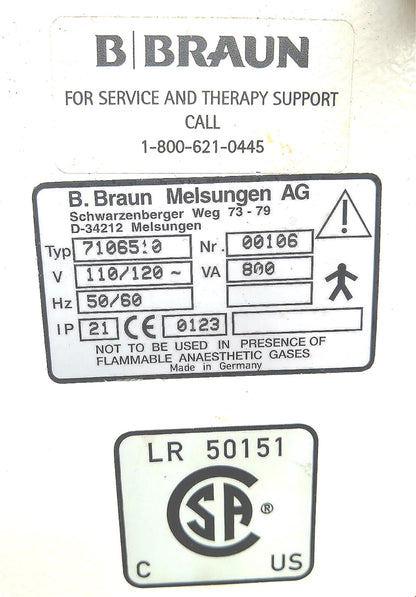 B|BRAUN
FOR SERVICE AND THERAPY SUPPORT
CALL
1-800-621-0445
B. Braun Melsungen AG
Schwarzenberger Weg 73 - 79
D-34212 Melsungen
Typ 7106510 Nr. 00106
V 110/120 ~ VA 800
Hz 50/60
IP 21 CE 0123
NOT TO BE USED IN PRESENCE OF
FLAMMABLE ANAESTHETIC GASES
Made in Germany
LR 50151
CSA ®
C US